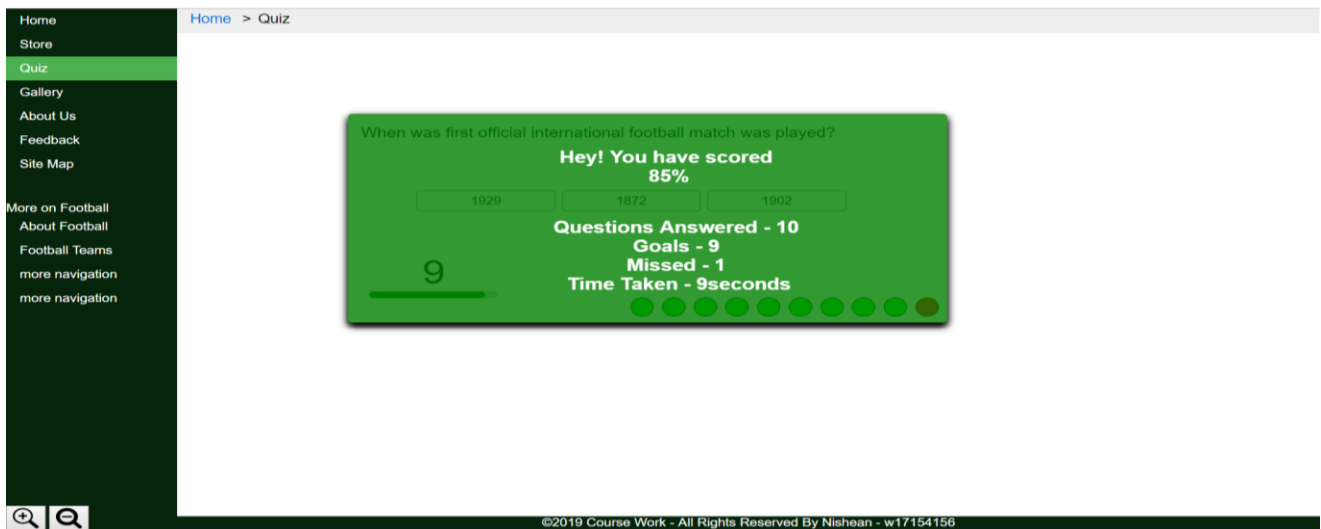 Home
Store
Quiz
Gallery
About Us
Feedback
Site Map
More on Football
About Football
Football Teams
more navigation
more navigation
Home > Quiz
When was first official international football match was played?
Hey! You have scored
85%
1929 1872 1902
Questions Answered - 10
Goals - 9
Missed - 1
Time Taken - 9seconds
9
©2019 Course Work - All Rights Reserved By Nishean - w17154156